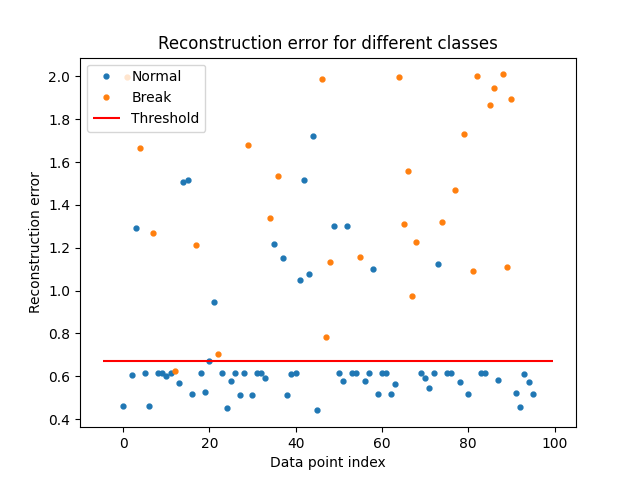 Reconstruction error for different classes
Normal
Break
Threshold
Reconstruction error
2.0
1.8
1.6
1.4
1.2
1.0
0.8
0.6
0.4
0
20
40
60
80
100
Data point index